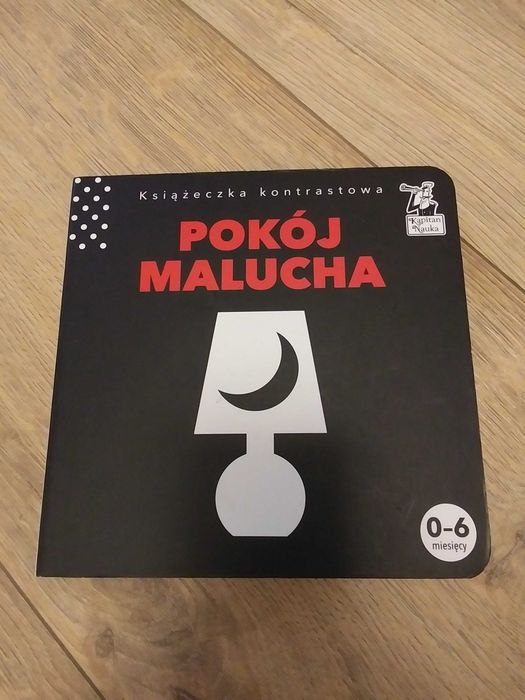 Książeczka kontrastowa
Kapitan
Nauka
POKÓJ
MALUCHA
0-6
miesięcy